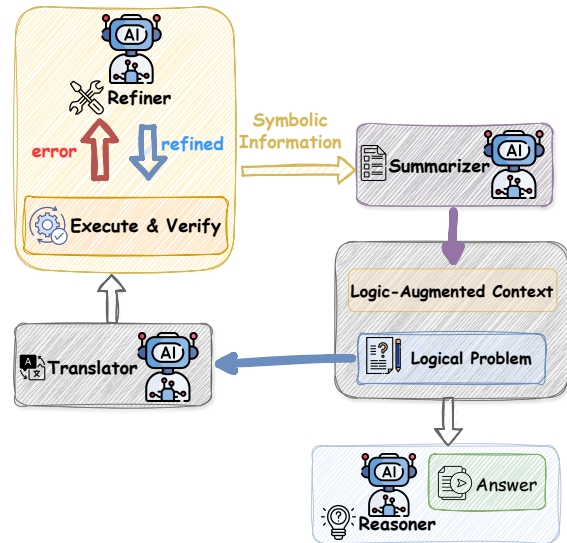 AI
Refiner
error
refined
Execute & Verify
Symbolic
Information
AI
Summarizer
Logic-Augmented Context
Logical Problem
A
文
Translator
AI
AI
Reasoner
Answer